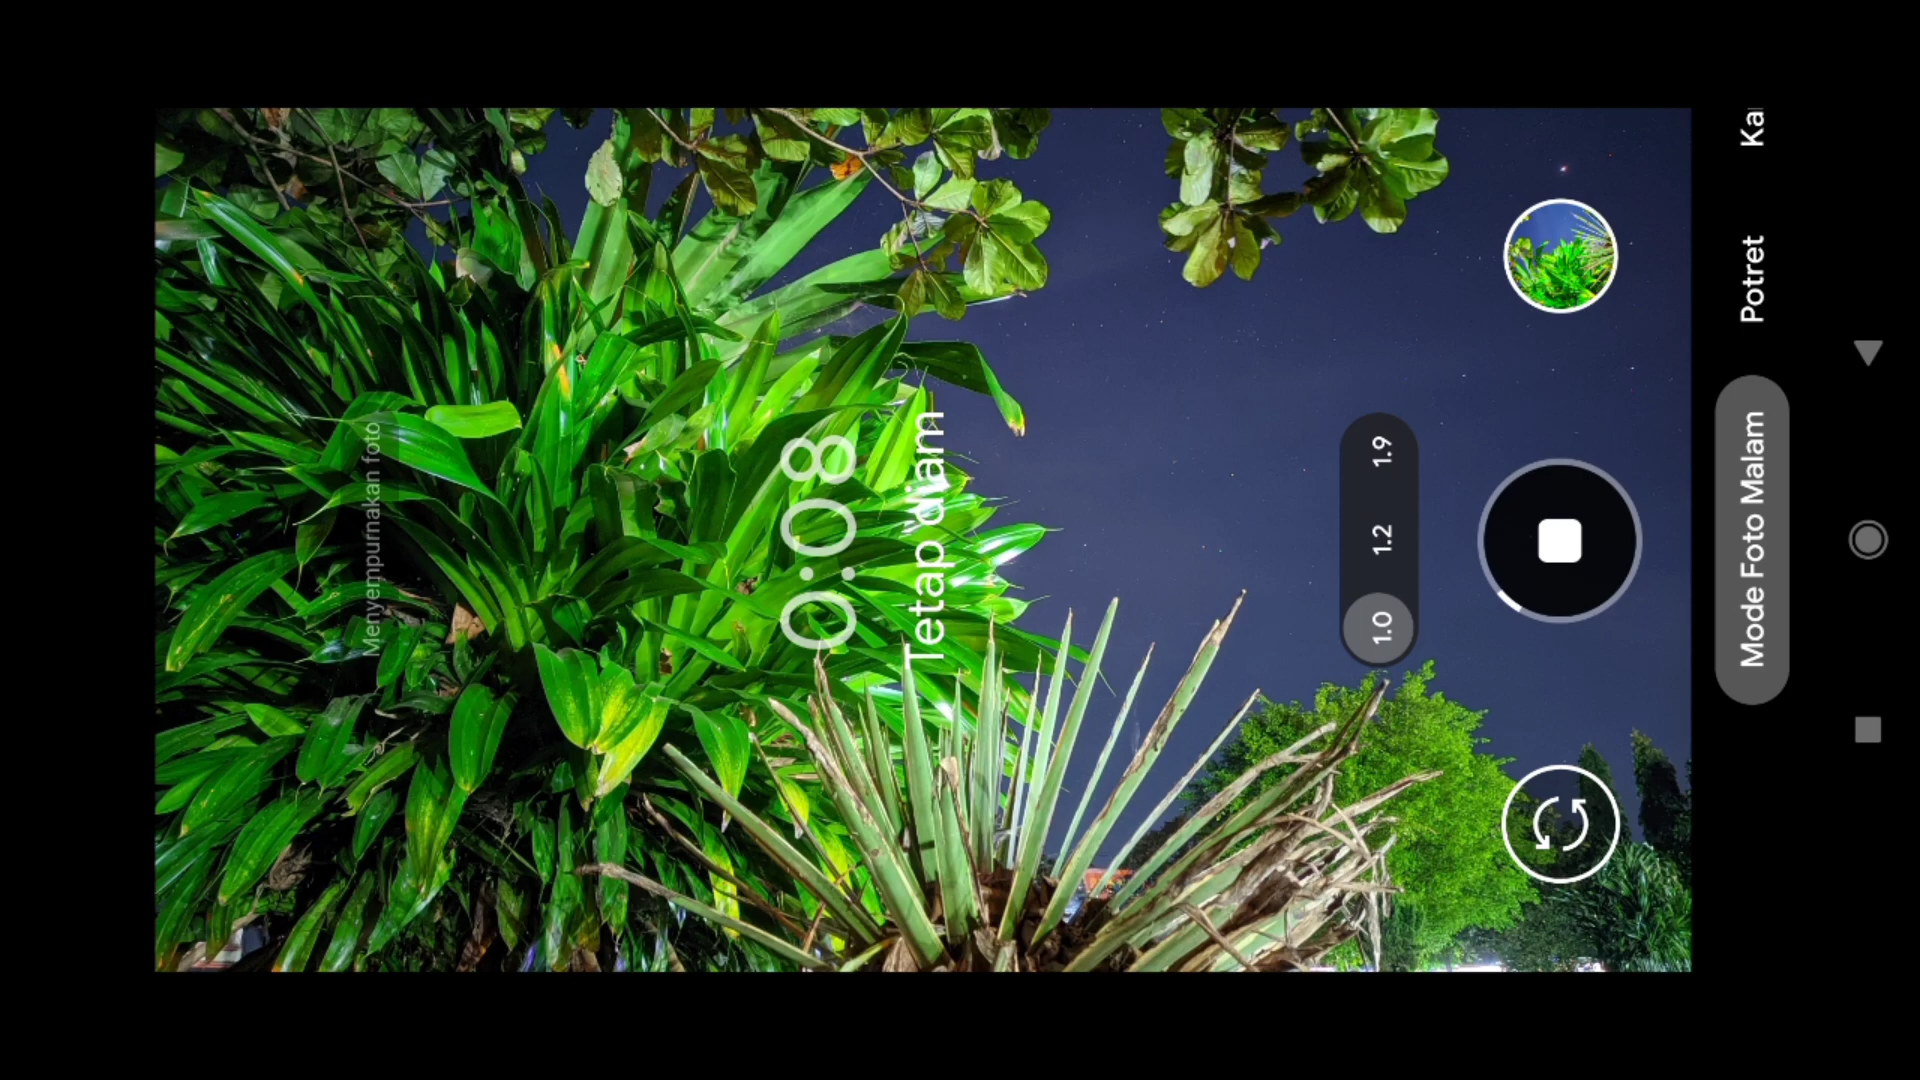 Menyempurnakan foto
0:08
Tetap diam
1.0 1.2 1.9
Mode Foto Malam Potret Ka